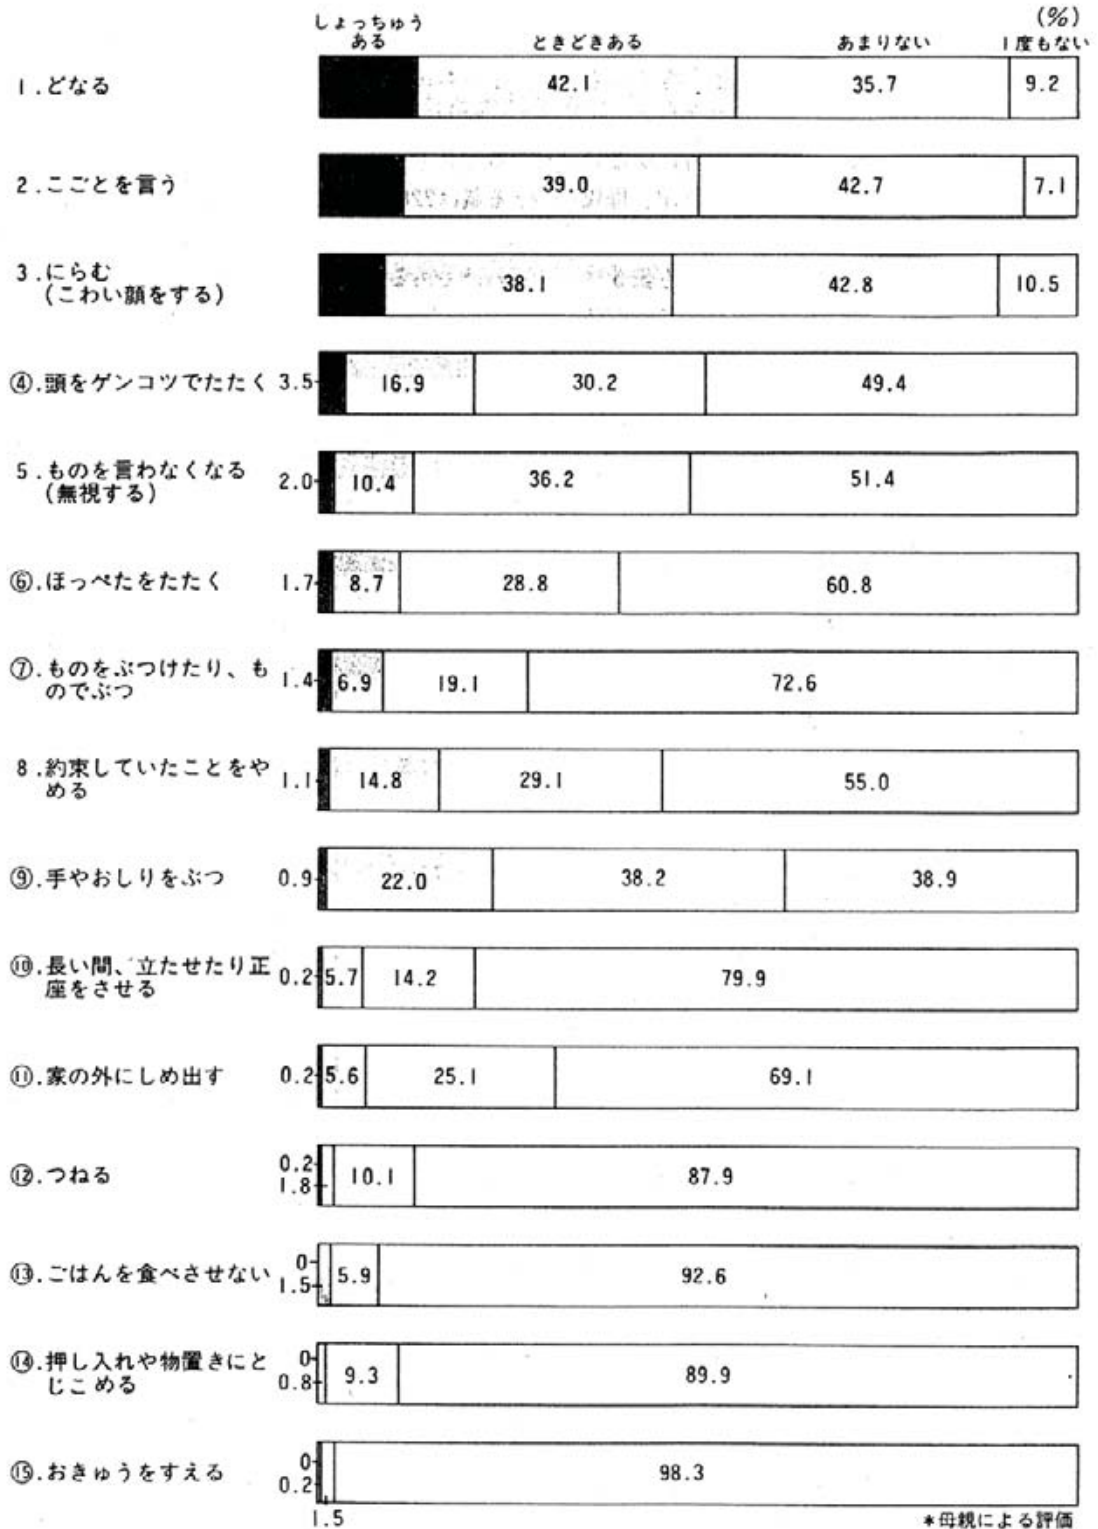 (%)
しょっちゅう
ある ときどきある あまりない 1度もない
1.どなる 42.1 35.7 9.2
2.こごとを言う 39.0 42.7 7.1
3.にらむ
(こわい顔をする) 38.1 42.8 10.5
④.頭をゲンコツでたたく 3.5 16.9 30.2 49.4
5.ものを言わなくなる
(無視する) 2.0 10.4 36.2 51.4
⑥.ほっぺたをたたく 1.7 8.7 28.8 60.8
⑦.ものをぶつけたり、も
のでぶつ 1.4 6.9 19.1 72.6
8.約束していたことをや
める 1.1 14.8 29.1 55.0
⑨.手やおしりをぶつ 0.9 22.0 38.2 38.9
⑩.長い間、立たせたり正
座をさせる 0.2 5.7 14.2 79.9
⑪.家の外にしめ出す 0.2 5.6 25.1 69.1
⑫.つねる 0.2 1.8 10.1 87.9
⑬.ごはんを食べさせない 0 1.5 5.9 92.6
⑭.押し入れや物置きにと
じこめる 0 0.8 9.3 89.9
⑮.おきゅうをすえる 0 0.2 98.3
1.5
*母親による評価